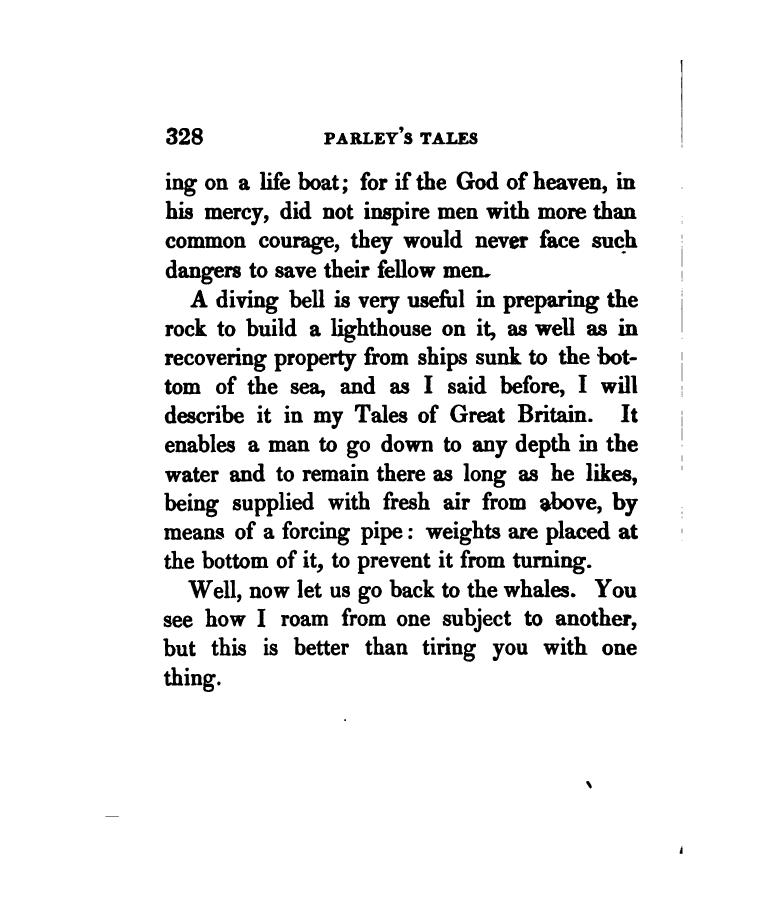 328 PARLEY'S TALES
ing on a life boat; for if the God of heaven, in
his mercy, did not inspire men with more than
common courage, they would never face such
dangers to save their fellow men.
A diving bell is very useful in preparing the
rock to build a lighthouse on it, as well as in
recovering property from ships sunk to the bot-
tom of the sea, and as I said before, I will
describe it in my Tales of Great Britain. It
enables a man to go down to any depth in the
water and to remain there as long as he likes,
being supplied with fresh air from above, by
means of a forcing pipe: weights are placed at
the bottom of it, to prevent it from turning.
Well, now let us go back to the whales. You
see how I roam from one subject to another,
but this is better than tiring you with one
thing.